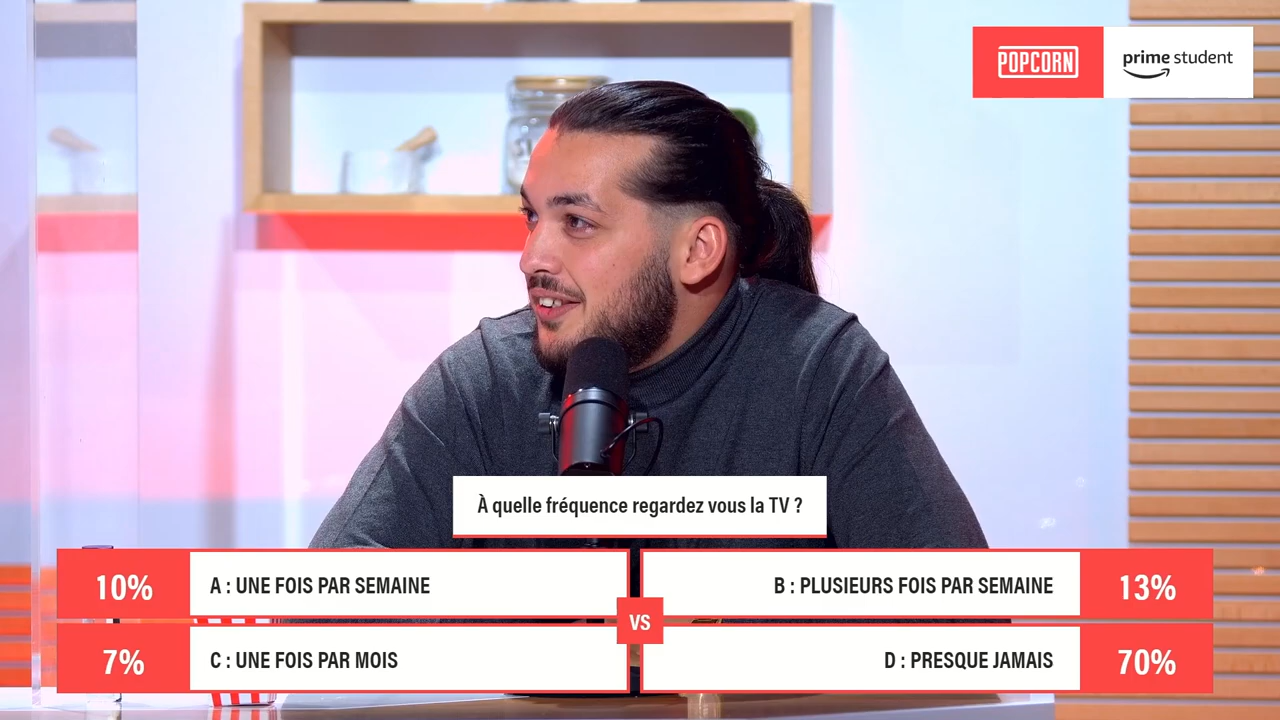 POPCORN
prime student
À quelle fréquence regardez vous la TV ?
10%
A : UNE FOIS PAR SEMAINE
B : PLUSIEURS FOIS PAR SEMAINE
13%
VS
7%
C : UNE FOIS PAR MOIS
D : PRESQUE JAMAIS
70%